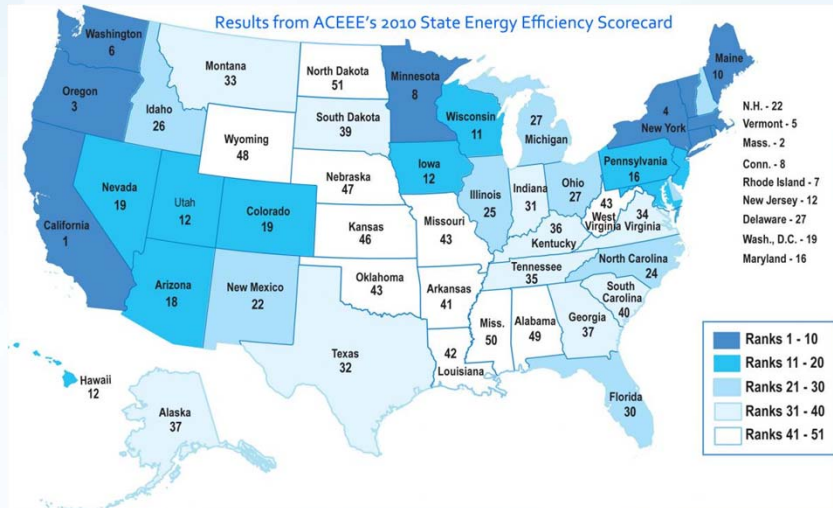 Results from ACEEE's 2010 State Energy Efficiency Scorecard
Washington
6
Oregon
3
California
1
Idaho
26
Nevada
19
Montana
33
Wyoming
48
Utah
12
Colorado
19
Arizona
18
New Mexico
22
North Dakota
51
South Dakota
39
Nebraska
47
Kansas
46
Oklahoma
43
Texas
32
Minnesota
8
Iowa
12
Missouri
43
Arkansas
41
42
Louisiana
Wisconsin
11
Illinois
25
27
Michigan
Indiana
31
Ohio
27
36
Kentucky
Tennessee
35
Miss.
50
Alabama
49
Georgia
37
Florida
30
South
Carolina
40
North Carolina
24
43
West
Virginia
34
Virginia
Pennsylvania
16
4
New York
Maine
10
N.H. - 22
Vermont - 5
Mass. - 2
Conn. - 8
Rhode Island - 7
New Jersey - 12
Delaware - 27
Wash., D.C. - 19
Maryland - 16
Hawaii
12
Alaska
37
Ranks 1 - 10
Ranks 11 - 20
Ranks 21 - 30
Ranks 31 - 40
Ranks 41 - 51